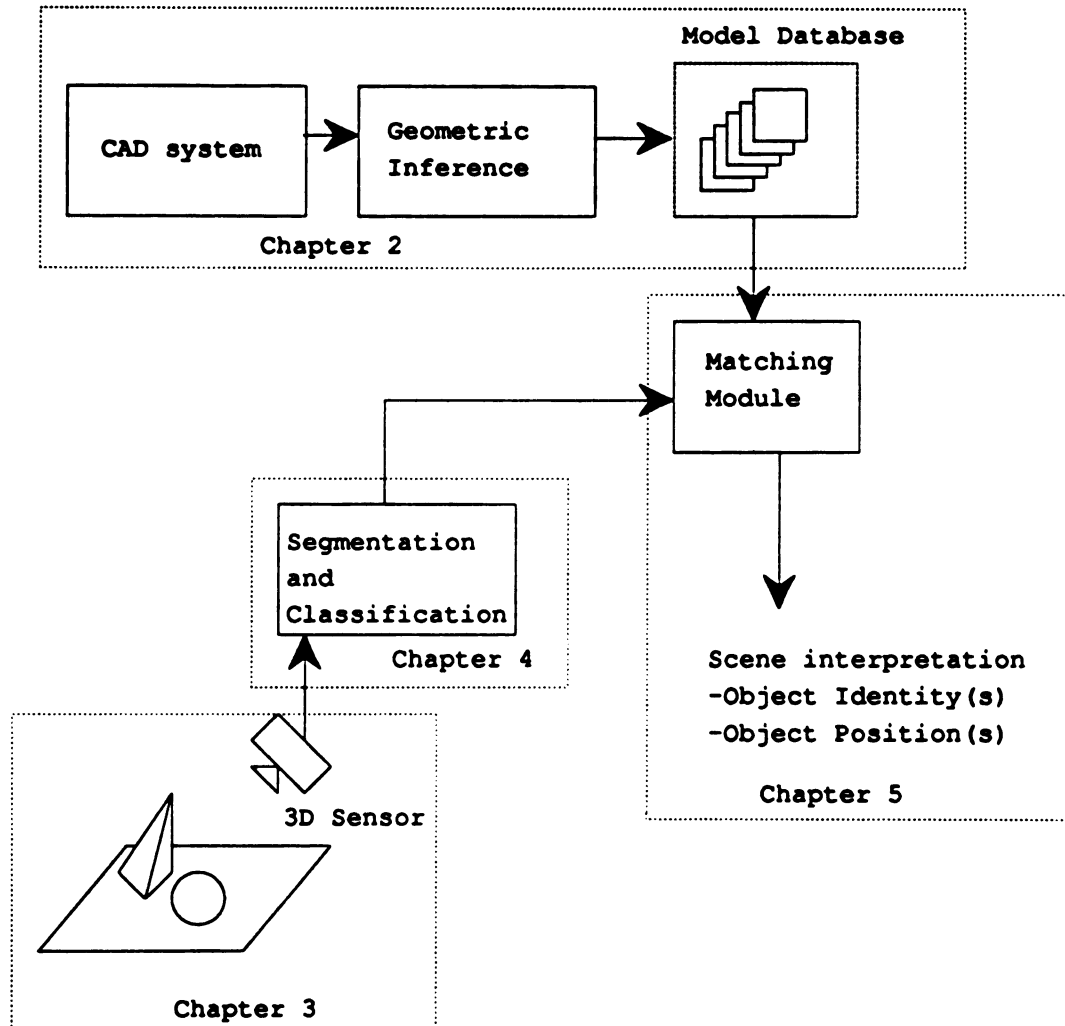 Model Database
CAD system
Geometric
Inference
Chapter 2
Matching
Module
Segmentation
and
Classification
Chapter 4
Scene interpretation
-Object Identity(s)
-Object Position(s)
Chapter 5
3D Sensor
Chapter 3